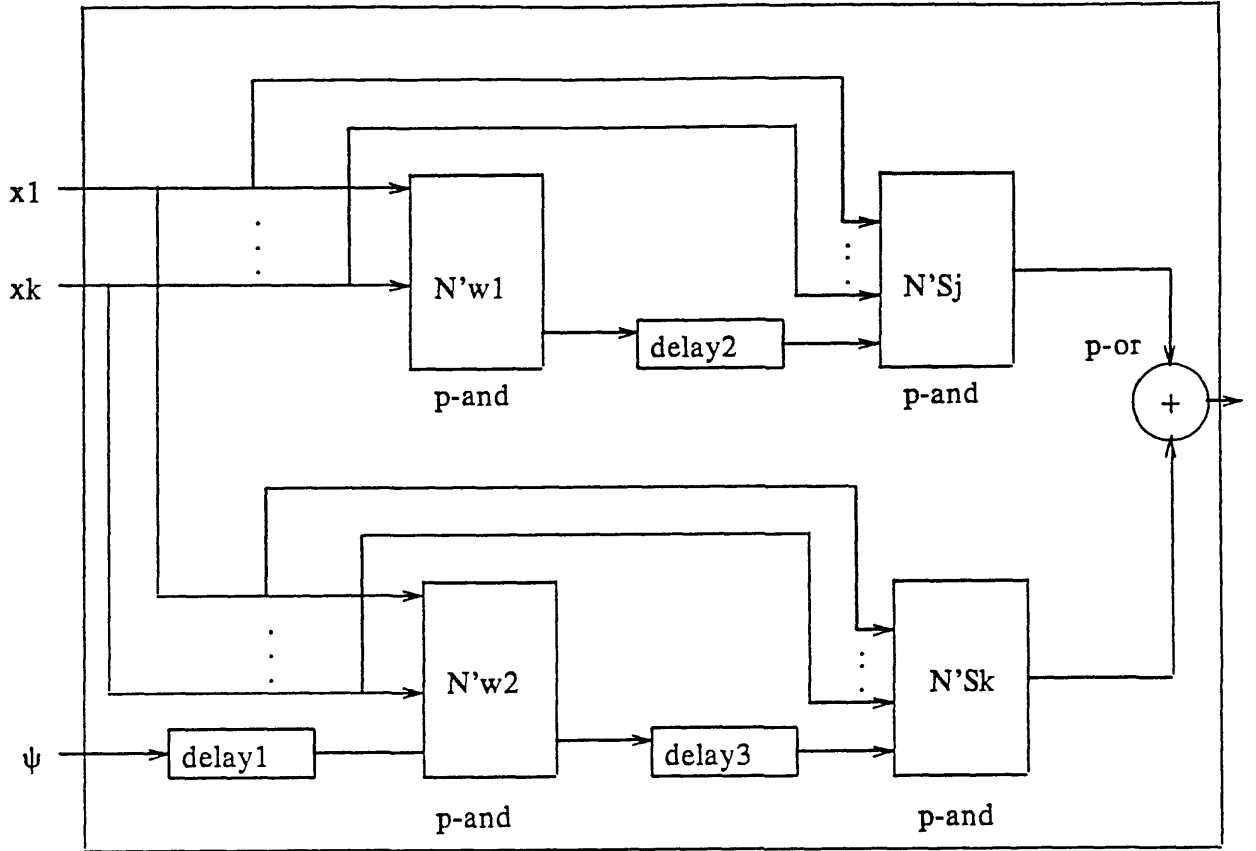 x1
xk
N'w1
delay2
N'Sj
p-or
p-and
p-and
+
N'w2
N'Sk
ψ
delay1
delay3
p-and
p-and